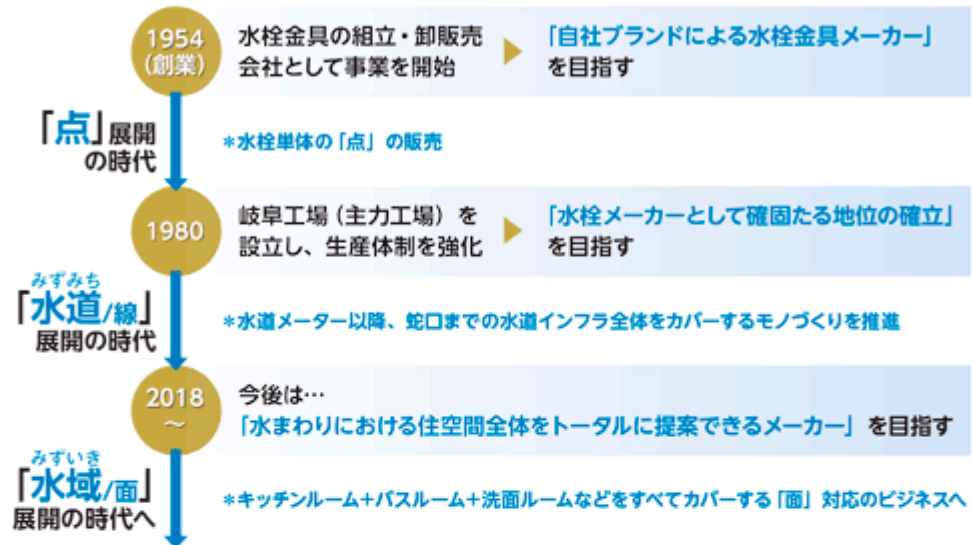 1954
(創業)
水栓金具の組立・卸販売
会社として事業を開始
「自社ブランドによる水栓金具メーカー」
を目指す
「点」展開
の時代
*水栓単体の「点」の販売
1980
岐阜工場(主力工場)を
設立し、生産体制を強化
「水栓メーカーとして確固たる地位の確立」
を目指す
みずみち
「水道/線」
展開の時代
*水道メーター以降、蛇口までの水道インフラ全体をカバーするモノづくりを推進
2018
～
今後は…
「水まわりにおける住空間全体をトータルに提案できるメーカー」を目指す
みずいき
「水域/面」
展開の時代へ
*キッチンルーム+バスルーム+洗面ルームなどをすべてカバーする「面」対応のビジネスへ